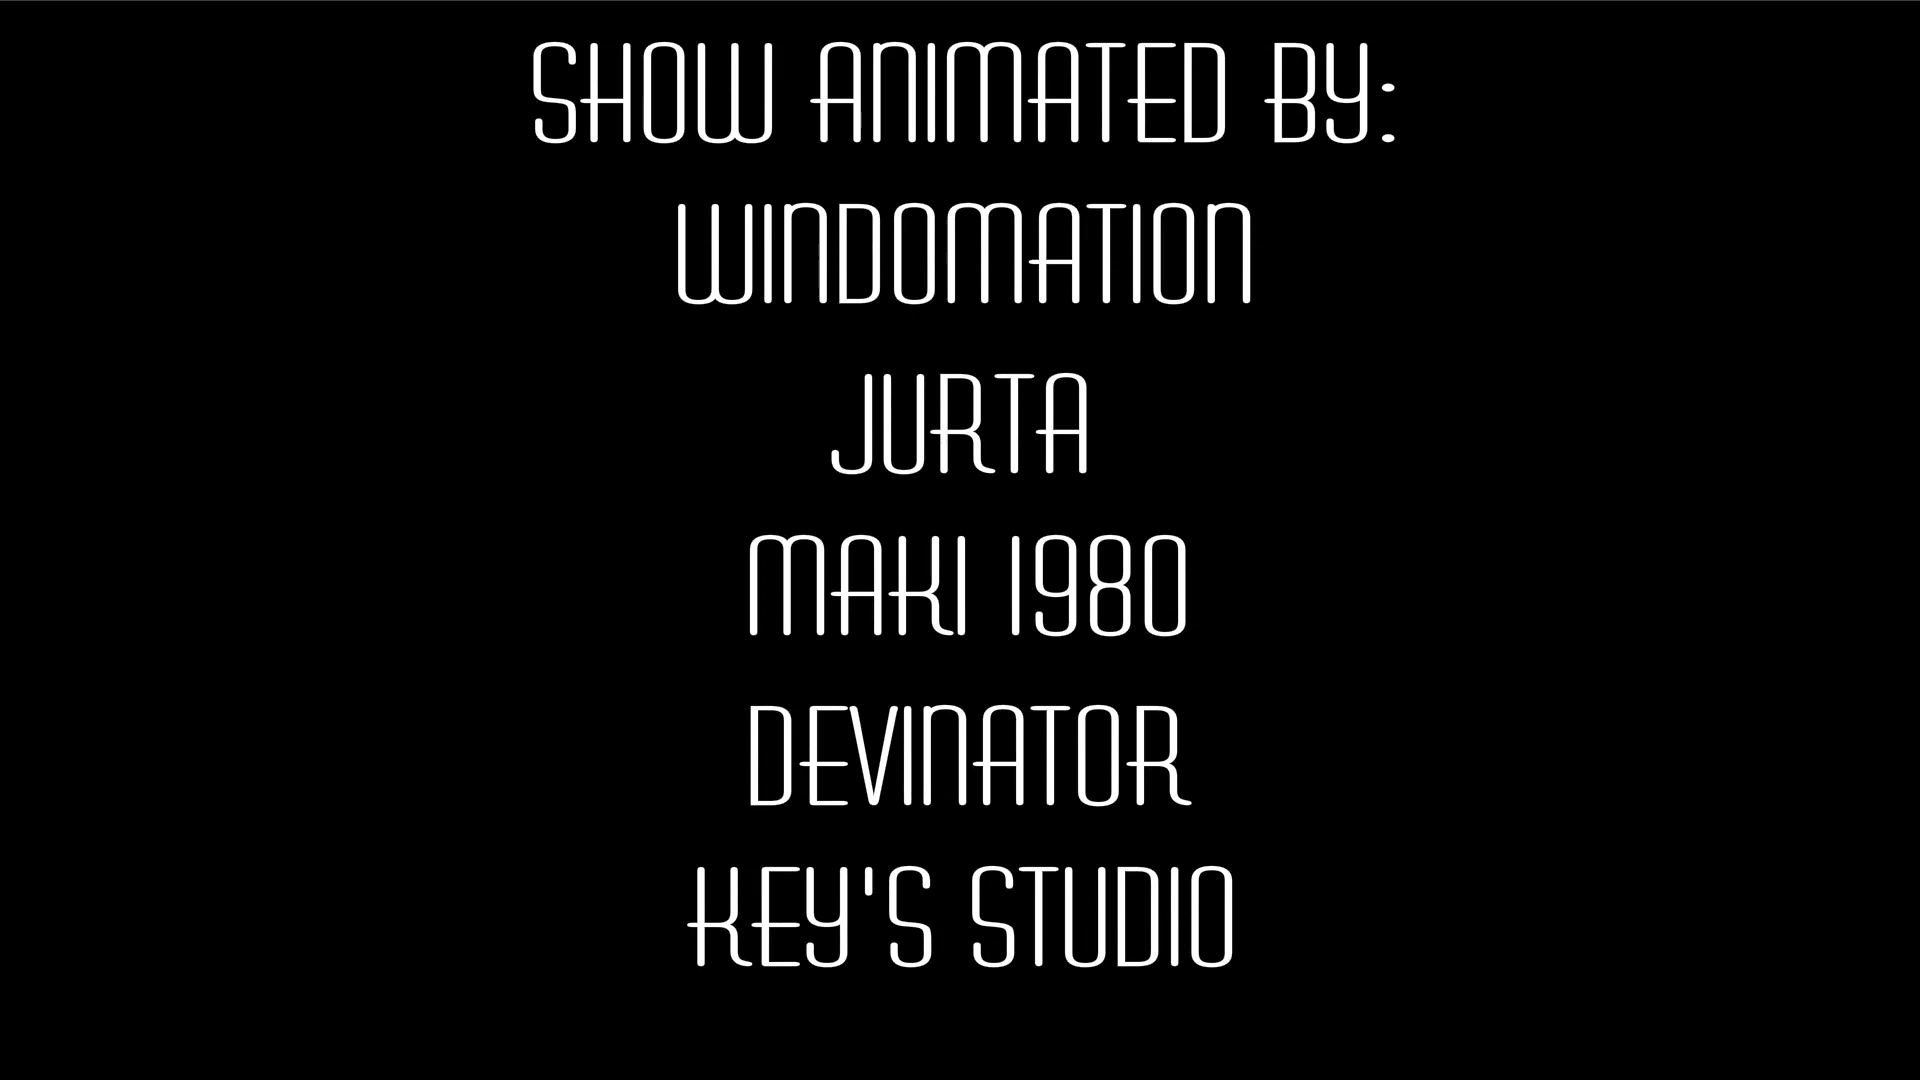 SHOW ANIMATED BY:
WINDOMATION
JURTA
MAKI 1980
DEVINATOR
KEY'S STUDIO